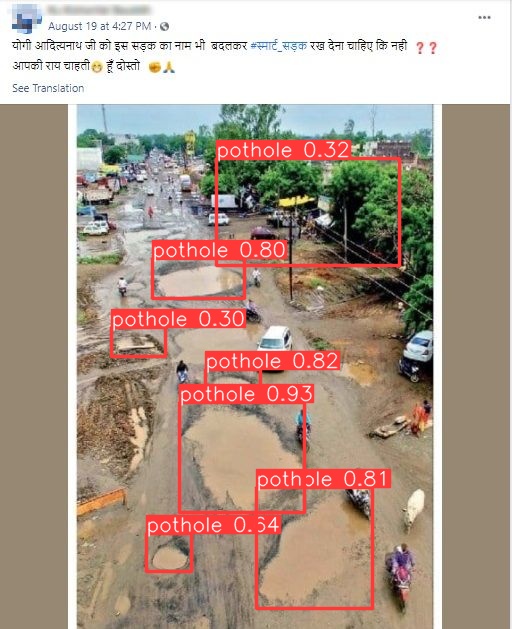 August 19 at 4:27 PM ·
योगी आदित्यनाथ जी को इस सड़क का नाम भी बदलकर #स्मार्ट_सड़क रख देना चाहिए कि नही ❓❓
आपकी राय चाहती😁 हूँ दोस्तो ✊🙏
See Translation
pothole 0.32
pothole 0.80
pothole 0.30
pothole 0.82
pothole 0.93
pothole 0.81
pothole 0.64